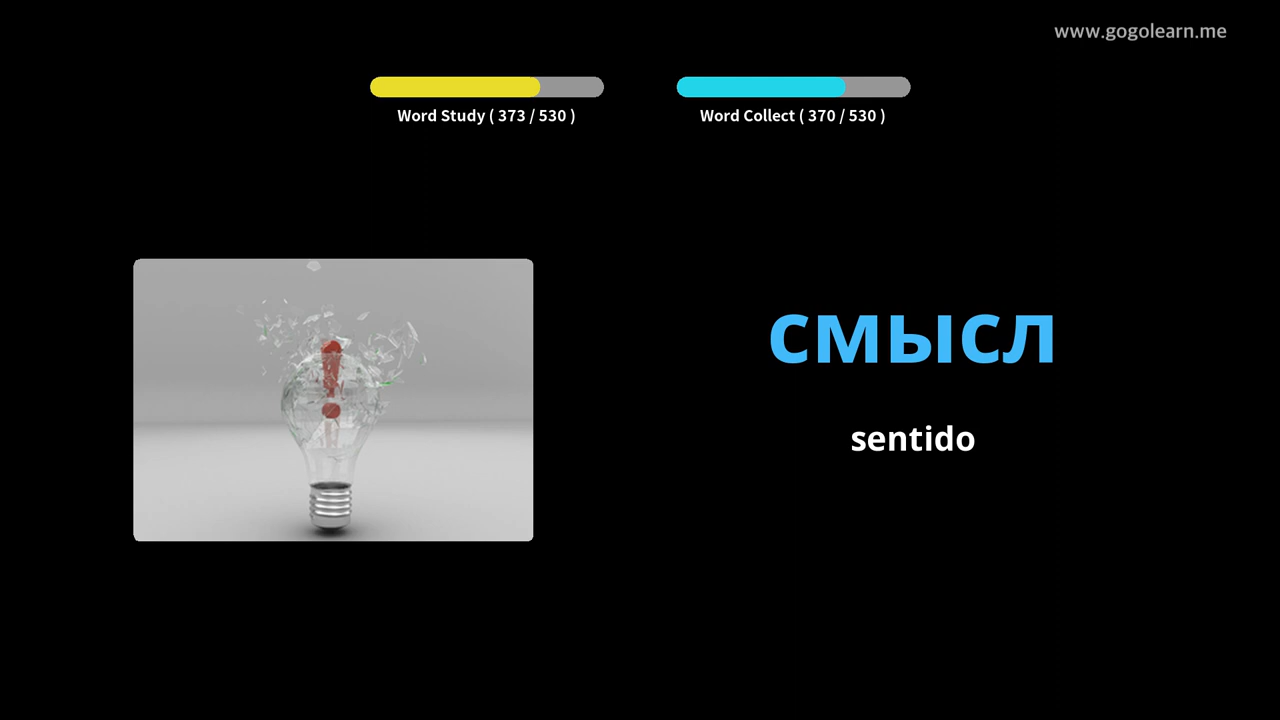 www.gogolearn.me
Word Study ( 373 / 530 )
Word Collect ( 370 / 530 )
смысл
sentido